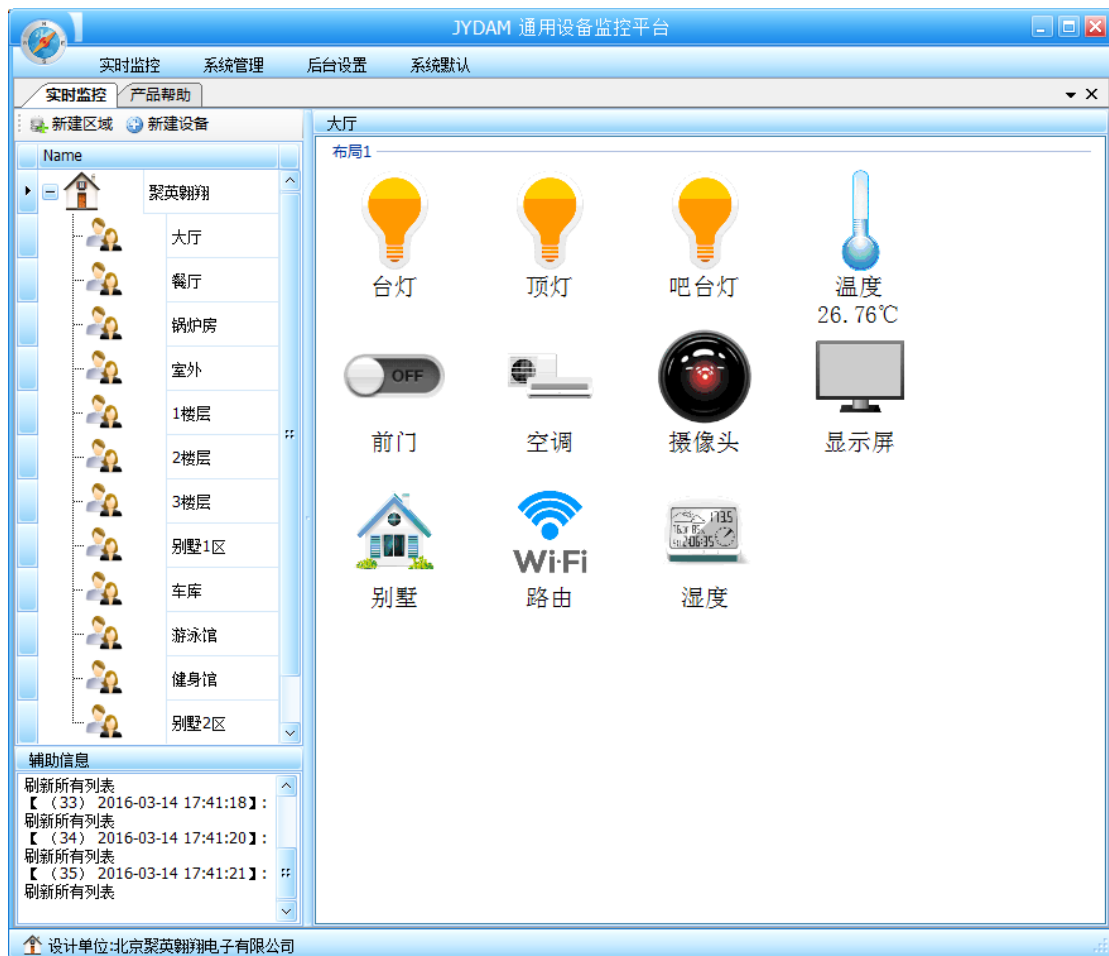 JYDAM 通用设备监控平台
实时监控 系统管理 后台设置 系统默认
实时监控 产品帮助
新建区域 新建设备
大厅
Name
布局1
聚英翱翔
大厅
餐厅
锅炉房
室外
1楼层
2楼层
3楼层
别墅1区
车库
游泳馆
健身馆
别墅2区
台灯 顶灯 吧台灯 温度
26.76℃
OFF
前门 空调 摄像头 显示屏
Wi-Fi
别墅 路由 湿度
辅助信息
刷新所有列表
【 （33） 2016-03-14 17:41:18】:
刷新所有列表
【 （34） 2016-03-14 17:41:20】:
刷新所有列表
【 （35） 2016-03-14 17:41:21】:
刷新所有列表
设计单位:北京聚英翱翔电子有限公司